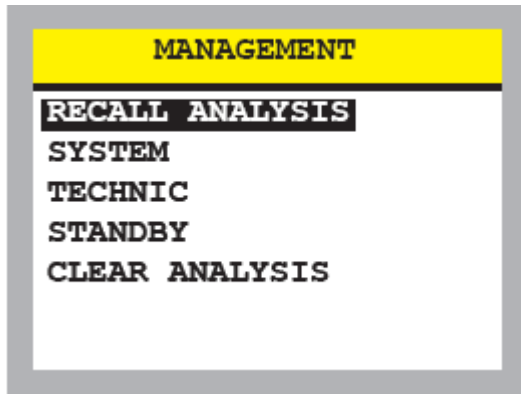 MANAGEMENT
RECALL ANALYSIS
SYSTEM
TECHNIC
STANDBY
CLEAR ANALYSIS